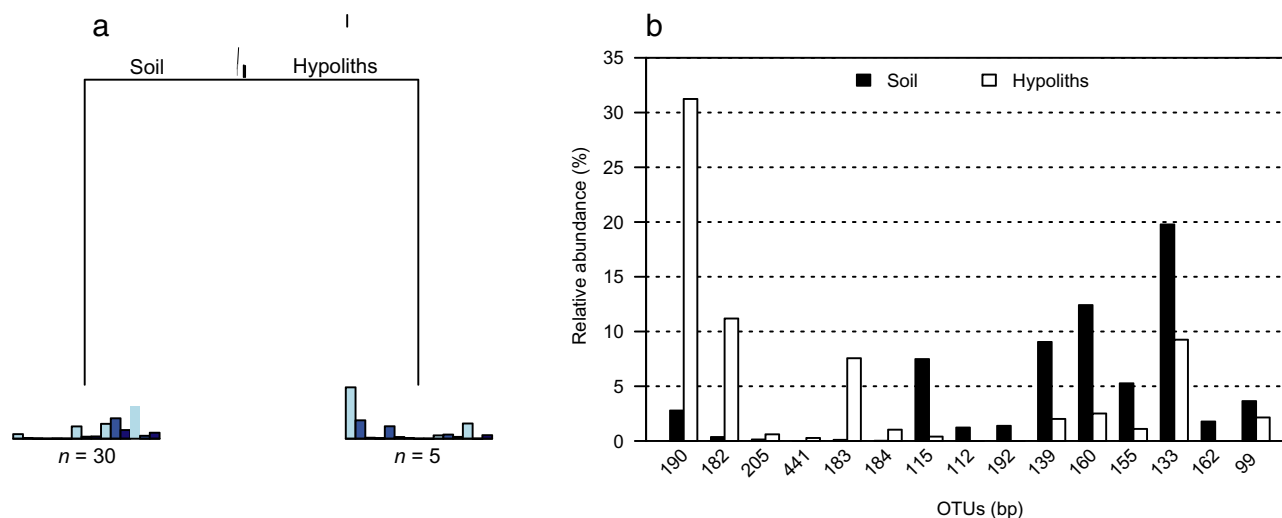 a
Soil
Hypoliths
n = 30
n = 5
b
Soil
Hypoliths
Relative abundance (%)
35
30
25
20
15
10
5
0
190
182
205
441
183
184
115
112
192
139
160
155
133
162
99
OTUs (bp)